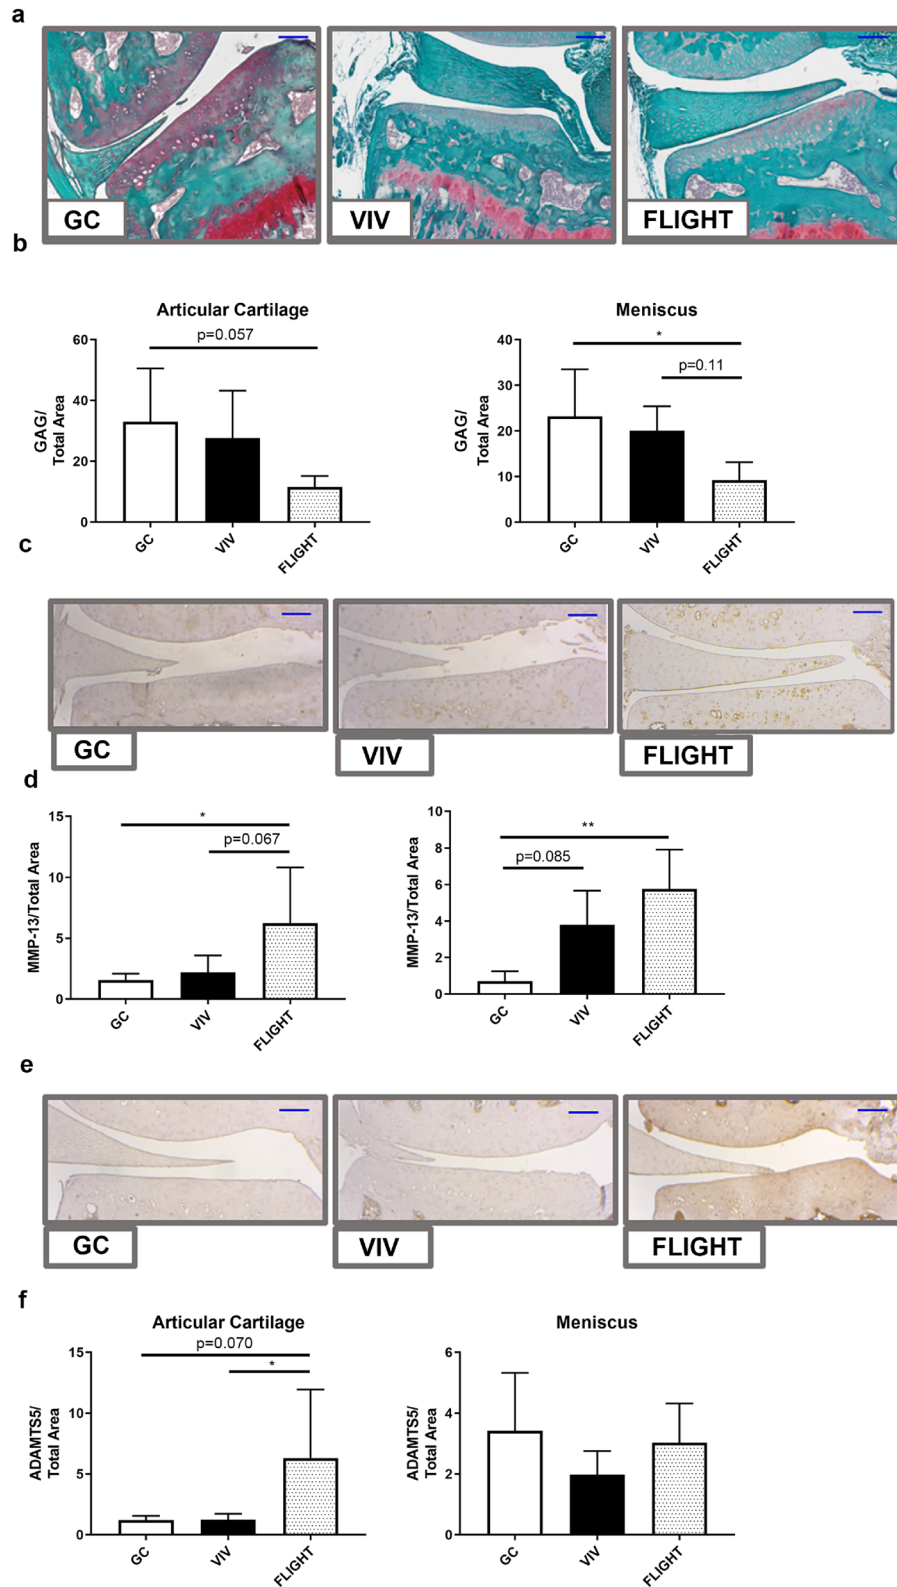 a
GC
VIV
FLIGHT
b
Articular Cartilage
p=0.057
60
40
20
0
GAG/
Total Area
GC
VIV
FLIGHT
Meniscus
*
p=0.11
40
30
20
10
0
GAG/
Total Area
GC
VIV
FLIGHT
c
GC
VIV
FLIGHT
d
*
p=0.067
15
10
5
0
MMP-13/Total Area
GC
VIV
FLIGHT
**
p=0.085
10
8
6
4
2
0
MMP-13/Total Area
GC
VIV
FLIGHT
e
GC
VIV
FLIGHT
f
Articular Cartilage
p=0.070
*
15
10
5
0
ADAMTS5/
Total Area
GC
VIV
FLIGHT
Meniscus
6
4
2
0
ADAMTS5/
Total Area
GC
VIV
FLIGHT